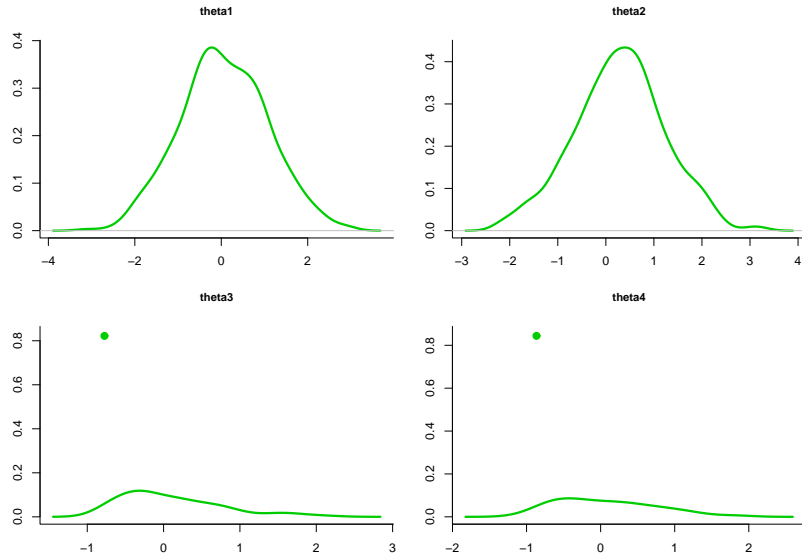 theta1
theta2
0.0 0.1 0.2 0.3 0.4
0.0 0.1 0.2 0.3 0.4
−4 −2 0 2
−3 −2 −1 0 1 2 3 4
theta3
theta4
0.0 0.2 0.4 0.6 0.8
0.0 0.2 0.4 0.6 0.8
−1 0 1 2 3
−2 −1 0 1 2